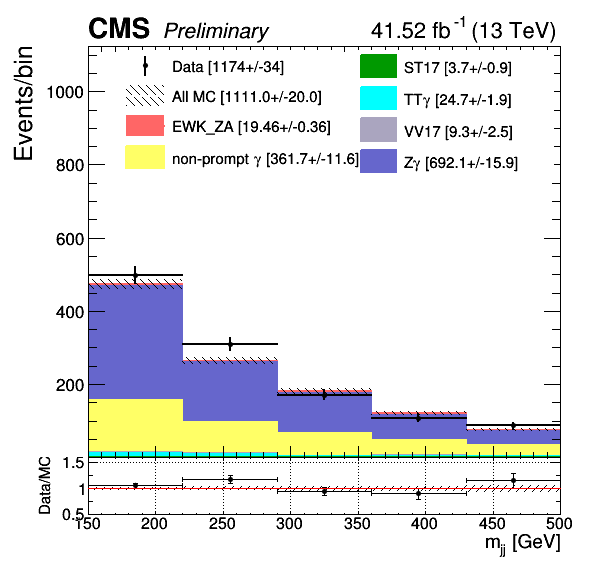 CMS Preliminary 41.52 fb⁻¹ (13 TeV)
Events/bin
1000
800
600
400
200
Data [1174+/-34]
All MC [1111.0+/-20.0]
EWK_ZA [19.46+/-0.36]
non-prompt γ [361.7+/-11.6]
ST17 [3.7+/-0.9]
TTγ [24.7+/-1.9]
VV17 [9.3+/-2.5]
Zγ [692.1+/-15.9]
Data/MC
1.5
1
0.5
150 200 250 300 350 400 450 500
m_jj [GeV]